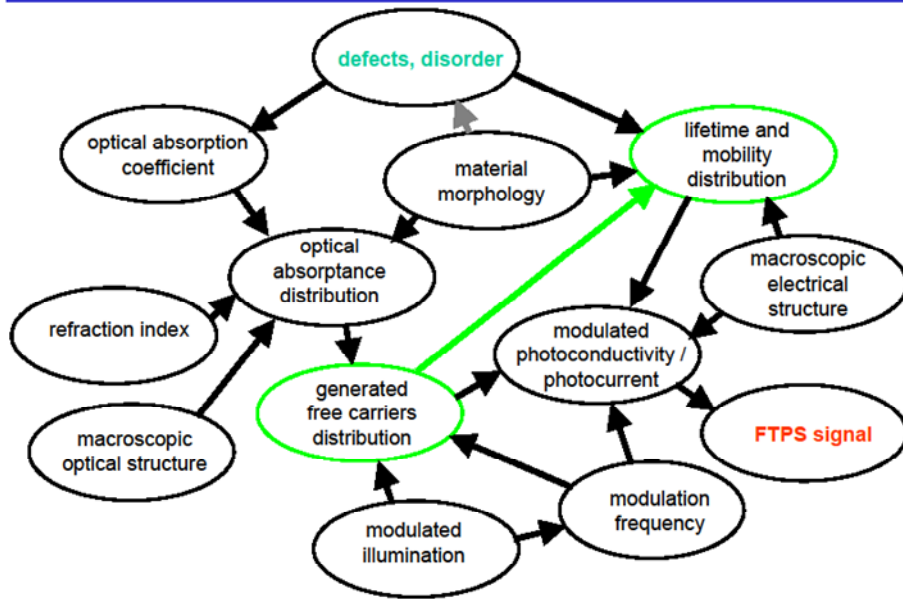 defects, disorder
optical absorption
coefficient
material
morphology
lifetime and
mobility
distribution
optical
absorptance
distribution
macroscopic
electrical
structure
refraction index
modulated
photoconductivity /
photocurrent
generated
free carriers
distribution
macroscopic
optical structure
FTPS signal
modulation
frequency
modulated
illumination